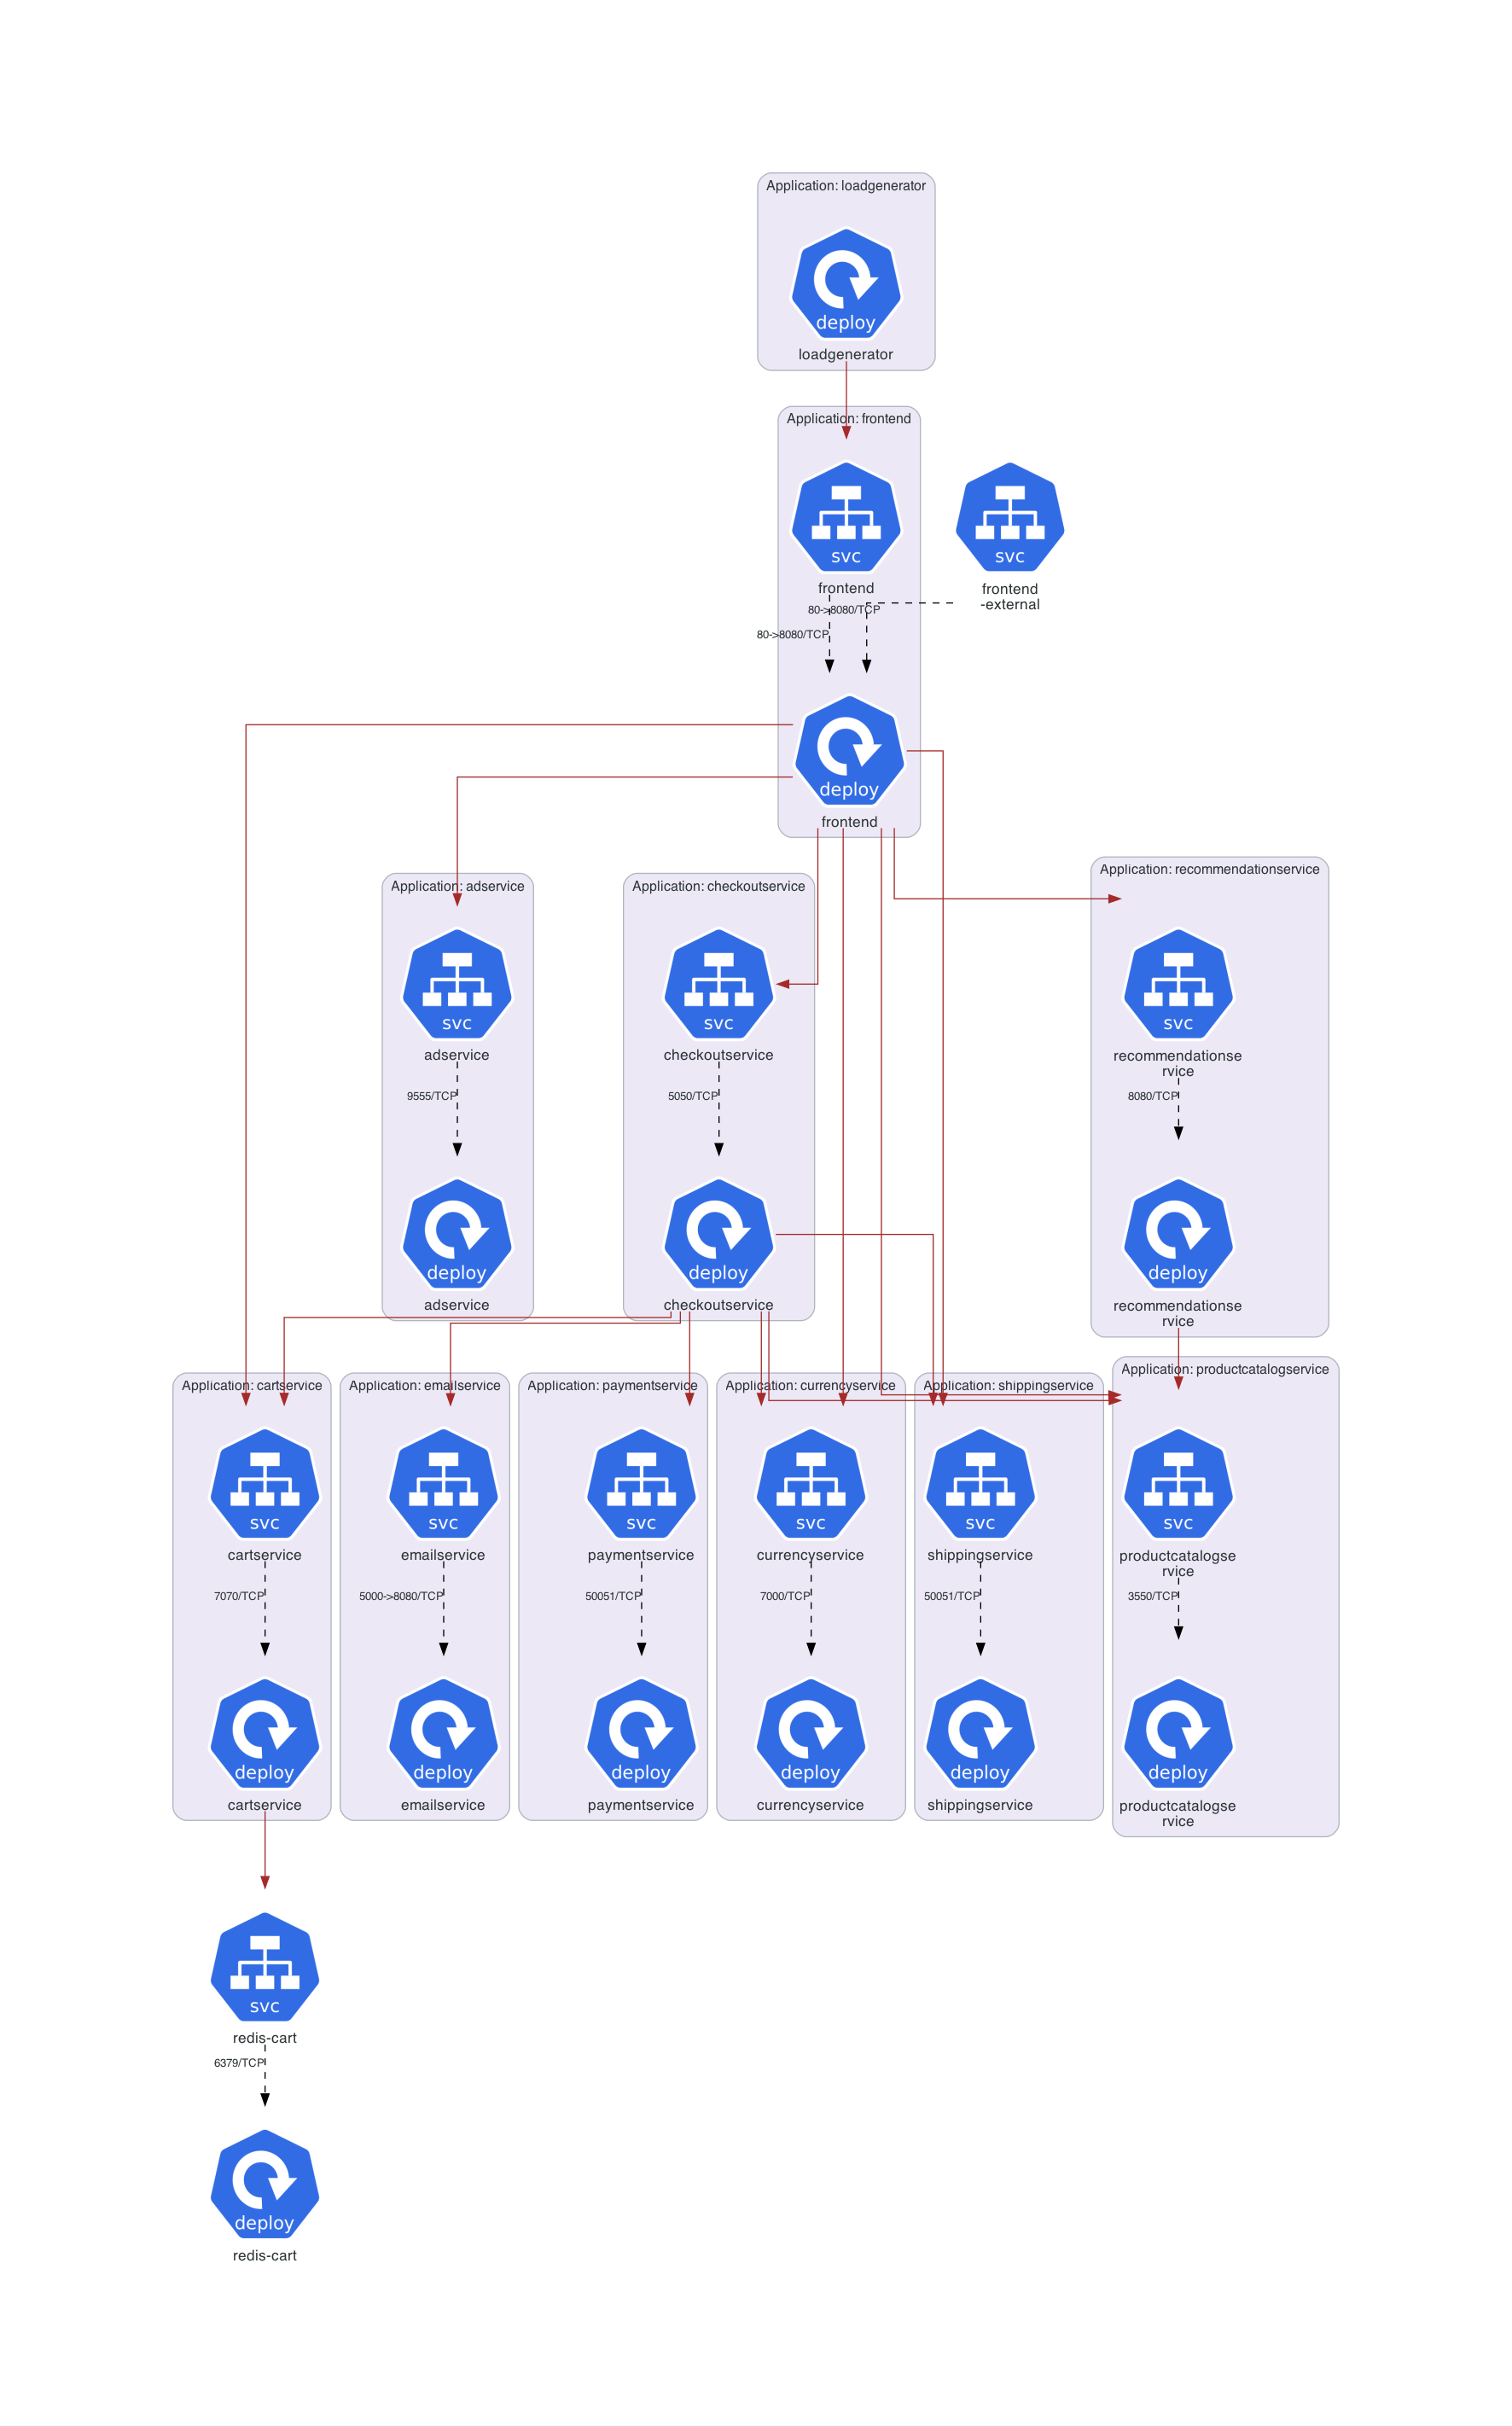 Application: loadgenerator
deploy
loadgenerator
Application: frontend
svc
frontend
svc
frontend
-external
80->8080/TCP
80->8080/TCP
deploy
frontend
Application: adservice
svc
adservice
9555/TCP
deploy
adservice
Application: checkoutservice
svc
checkoutservice
5050/TCP
deploy
checkoutservice
Application: recommendationservice
svc
recommendationse
rvice
8080/TCP
deploy
recommendationse
rvice
Application: cartservice
svc
cartservice
7070/TCP
deploy
cartservice
Application: emailservice
svc
emailservice
5000->8080/TCP
deploy
emailservice
Application: paymentservice
svc
paymentservice
50051/TCP
deploy
paymentservice
Application: currencyservice
svc
currencyservice
7000/TCP
deploy
currencyservice
Application: shippingservice
svc
shippingservice
50051/TCP
deploy
shippingservice
Application: productcatalogservice
svc
productcatalogse
rvice
3550/TCP
deploy
productcatalogse
rvice
svc
redis-cart
6379/TCP
deploy
redis-cart